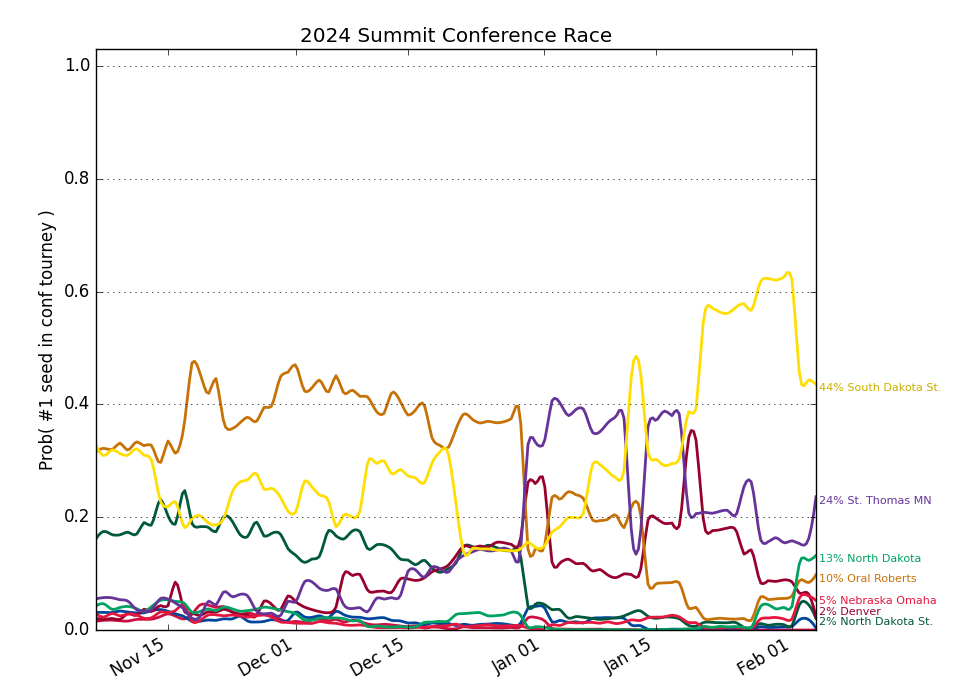 2024 Summit Conference Race
Prob( #1 seed in conf tourney )
1.0
0.8
0.6
0.4
0.2
0.0
Nov 15
Dec 01
Dec 15
Jan 01
Jan 15
Feb 01
44% South Dakota St.
24% St. Thomas MN
13% North Dakota
10% Oral Roberts
5% Nebraska Omaha
2% Denver
2% North Dakota St.